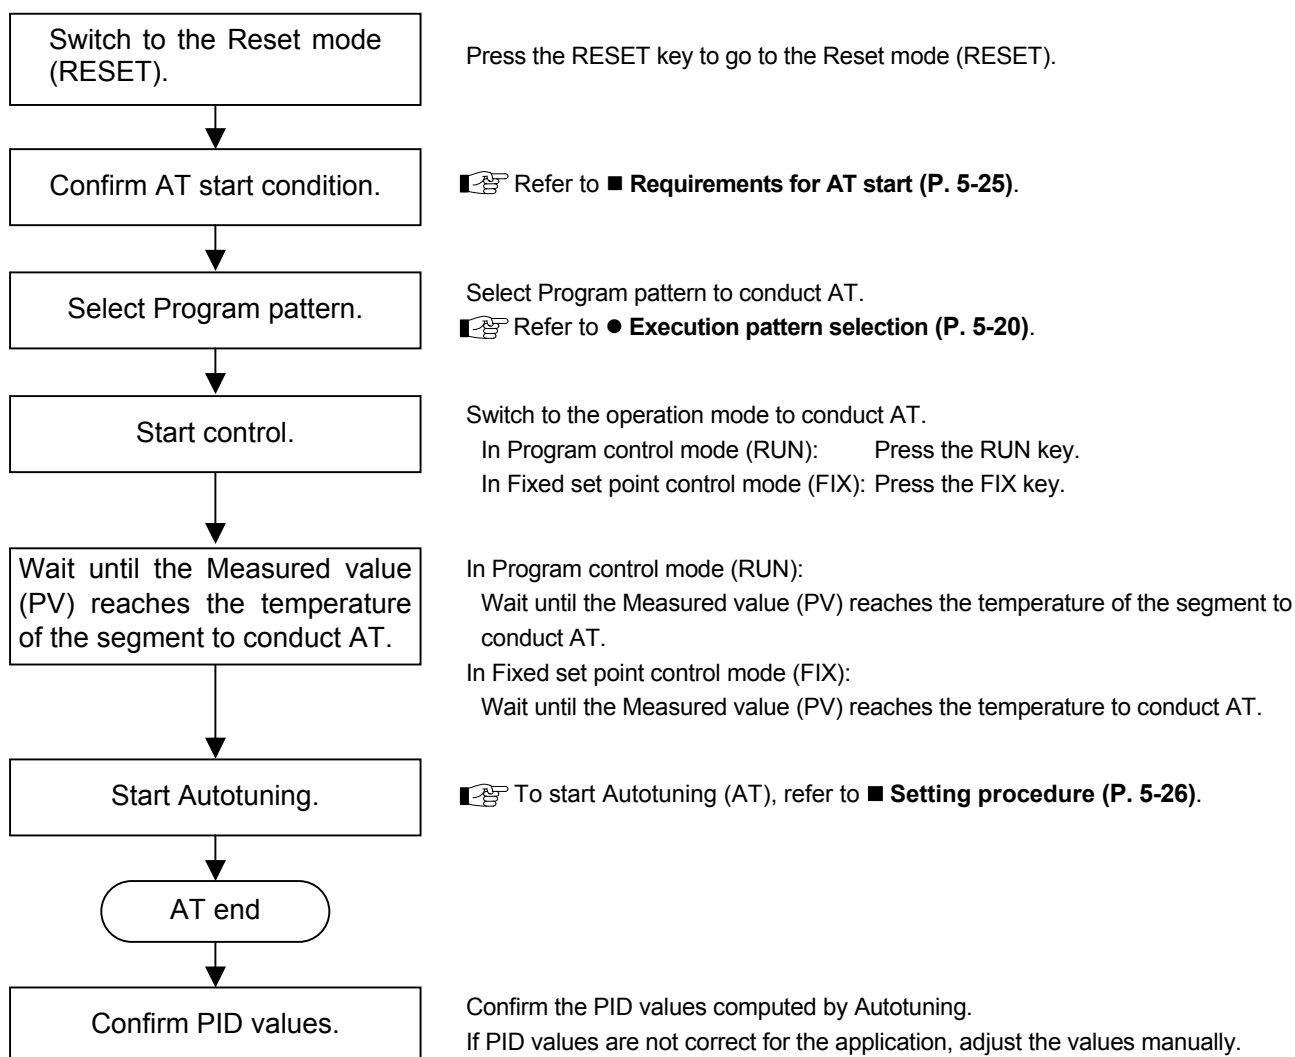 Switch to the Reset mode
(RESET).
Press the RESET key to go to the Reset mode (RESET).
Confirm AT start condition.
Refer to ■ Requirements for AT start (P. 5-25).
Select Program pattern.
Select Program pattern to conduct AT.
Refer to ● Execution pattern selection (P. 5-20).
Start control.
Switch to the operation mode to conduct AT.
In Program control mode (RUN): Press the RUN key.
In Fixed set point control mode (FIX): Press the FIX key.
Wait until the Measured value
(PV) reaches the temperature
of the segment to conduct AT.
In Program control mode (RUN):
Wait until the Measured value (PV) reaches the temperature of the segment to
conduct AT.
In Fixed set point control mode (FIX):
Wait until the Measured value (PV) reaches the temperature to conduct AT.
Start Autotuning.
To start Autotuning (AT), refer to ■ Setting procedure (P. 5-26).
AT end
Confirm PID values.
Confirm the PID values computed by Autotuning.
If PID values are not correct for the application, adjust the values manually.